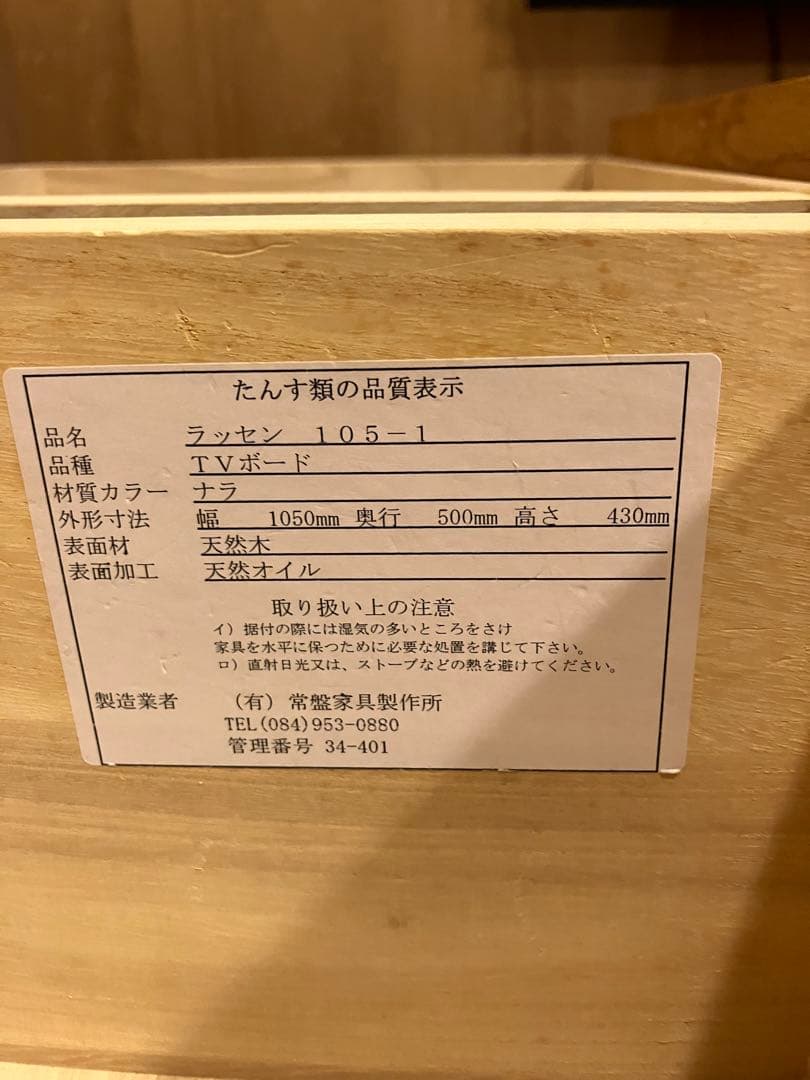 たんす類の品質表示
品名 ラッセン 105-1
品種 TVボード
材質カラー ナラ
外形寸法 幅 1050mm 奥行 500mm 高さ 430mm
表面材 天然木
表面加工 天然オイル
取り扱い上の注意
イ）据付の際には湿気の多いところをさけ
家具を水平に保つために必要な処置を講じて下さい。
ロ）直射日光又は、ストーブなどの熱を避けてください。
製造業者 （有）常盤家具製作所
TEL(084)953-0880
管理番号 34-401